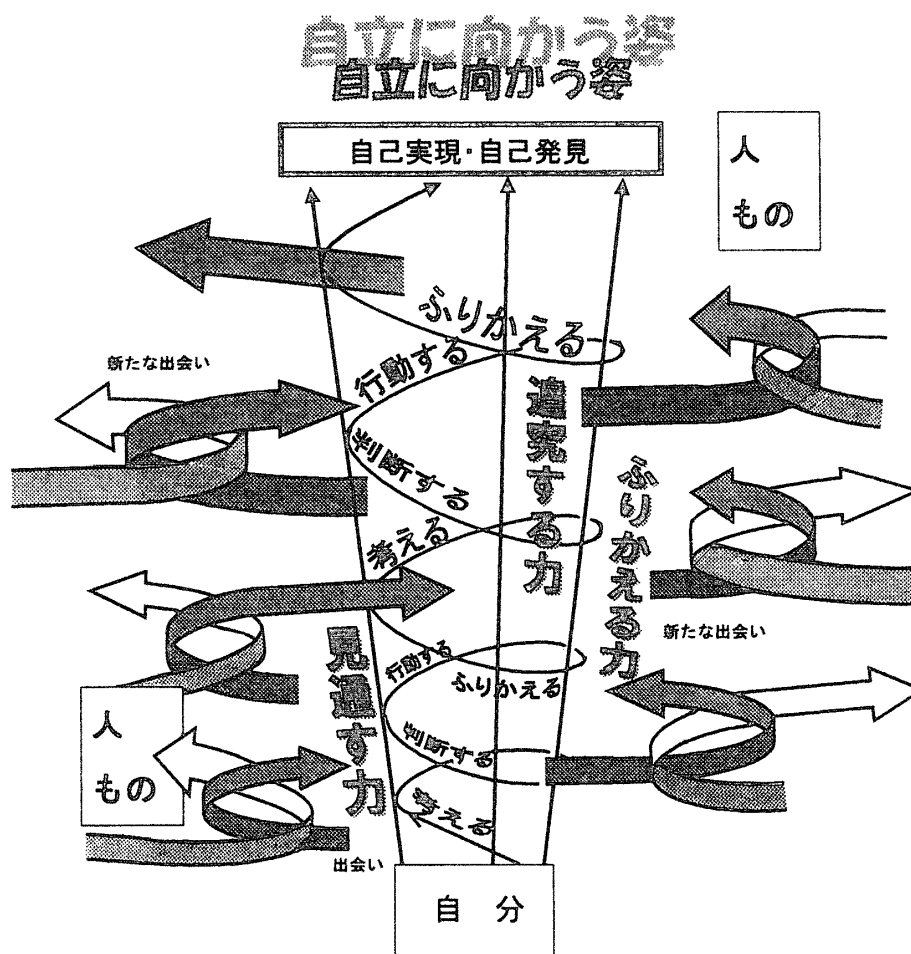 自立に向かう姿
自立に向かう姿
自己実現・自己発見
人
もの
ふりかえる
行動する
新たな出会い
追究する力
判断する
ふりかえる力
考える
新たな出会い
見通す力
行動する
ふりかえる
人
もの
判断する
考える
出会い
自 分